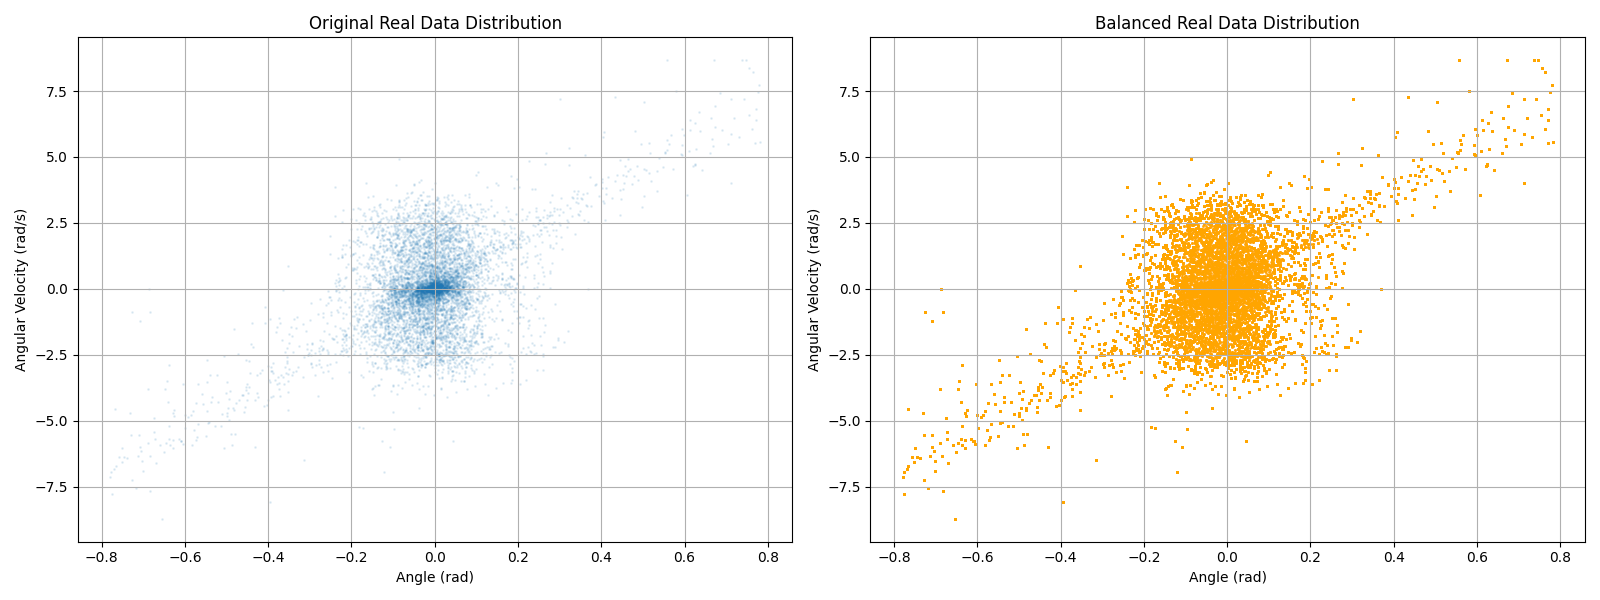 Original Real Data Distribution
Angular Velocity (rad/s)
7.5
5.0
2.5
0.0
−2.5
−5.0
−7.5
−0.8 −0.6 −0.4 −0.2 0.0 0.2 0.4 0.6 0.8
Angle (rad)
Balanced Real Data Distribution
Angular Velocity (rad/s)
7.5
5.0
2.5
0.0
−2.5
−5.0
−7.5
−0.8 −0.6 −0.4 −0.2 0.0 0.2 0.4 0.6 0.8
Angle (rad)